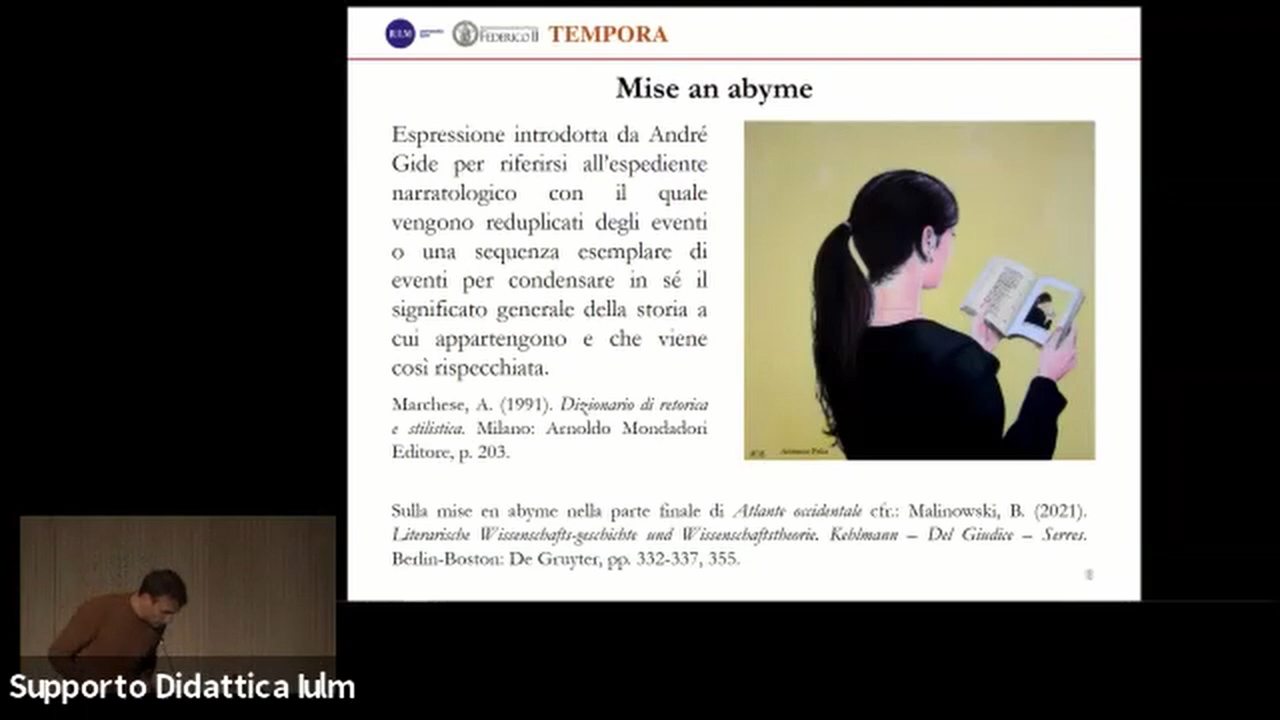 IULM
FEDERICO II
TEMPORA
Mise an abyme
Espressione introdotta da André
Gide per riferirsi all'espediente
narratologico con il quale
vengono reduplicati degli eventi
o una sequenza esemplare di
eventi per condensare in sé il
significato generale della storia a
cui appartengono e che viene
così rispecchiata.
Marchese, A. (1991). Dizionario di retorica
e stilistica. Milano: Arnoldo Mondadori
Editore, p. 203.
Sulla mise en abyme nella parte finale di Atlante occidentale cfr.: Malinowski, B. (2021).
Literarische Wissenschafts-geschichte und Wissenschaftstheorie. Kehlmann – Del Giudice – Serres.
Berlin-Boston: De Gruyter, pp. 332-337, 355.
Supporto Didattica Iulm